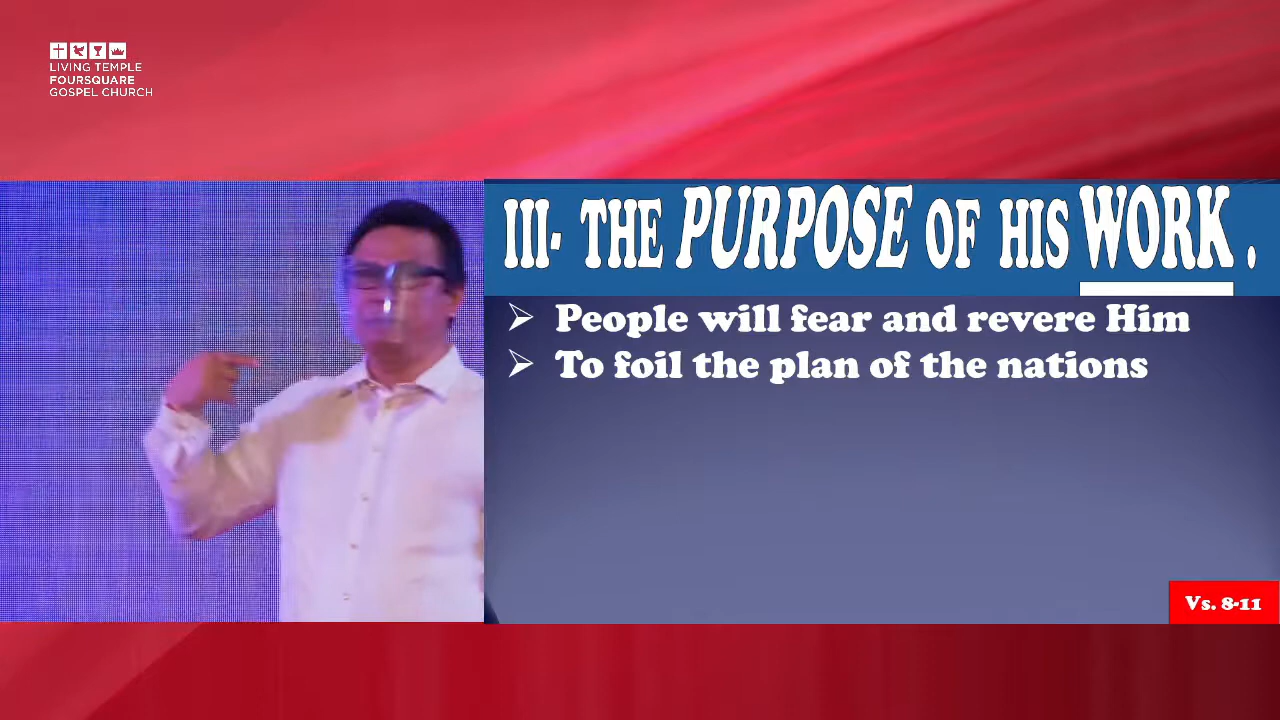 LIVING TEMPLE
FOURSQUARE
GOSPEL CHURCH
III- THE PURPOSE OF HIS WORK .
People will fear and revere Him
To foil the plan of the nations
Vs. 8-11